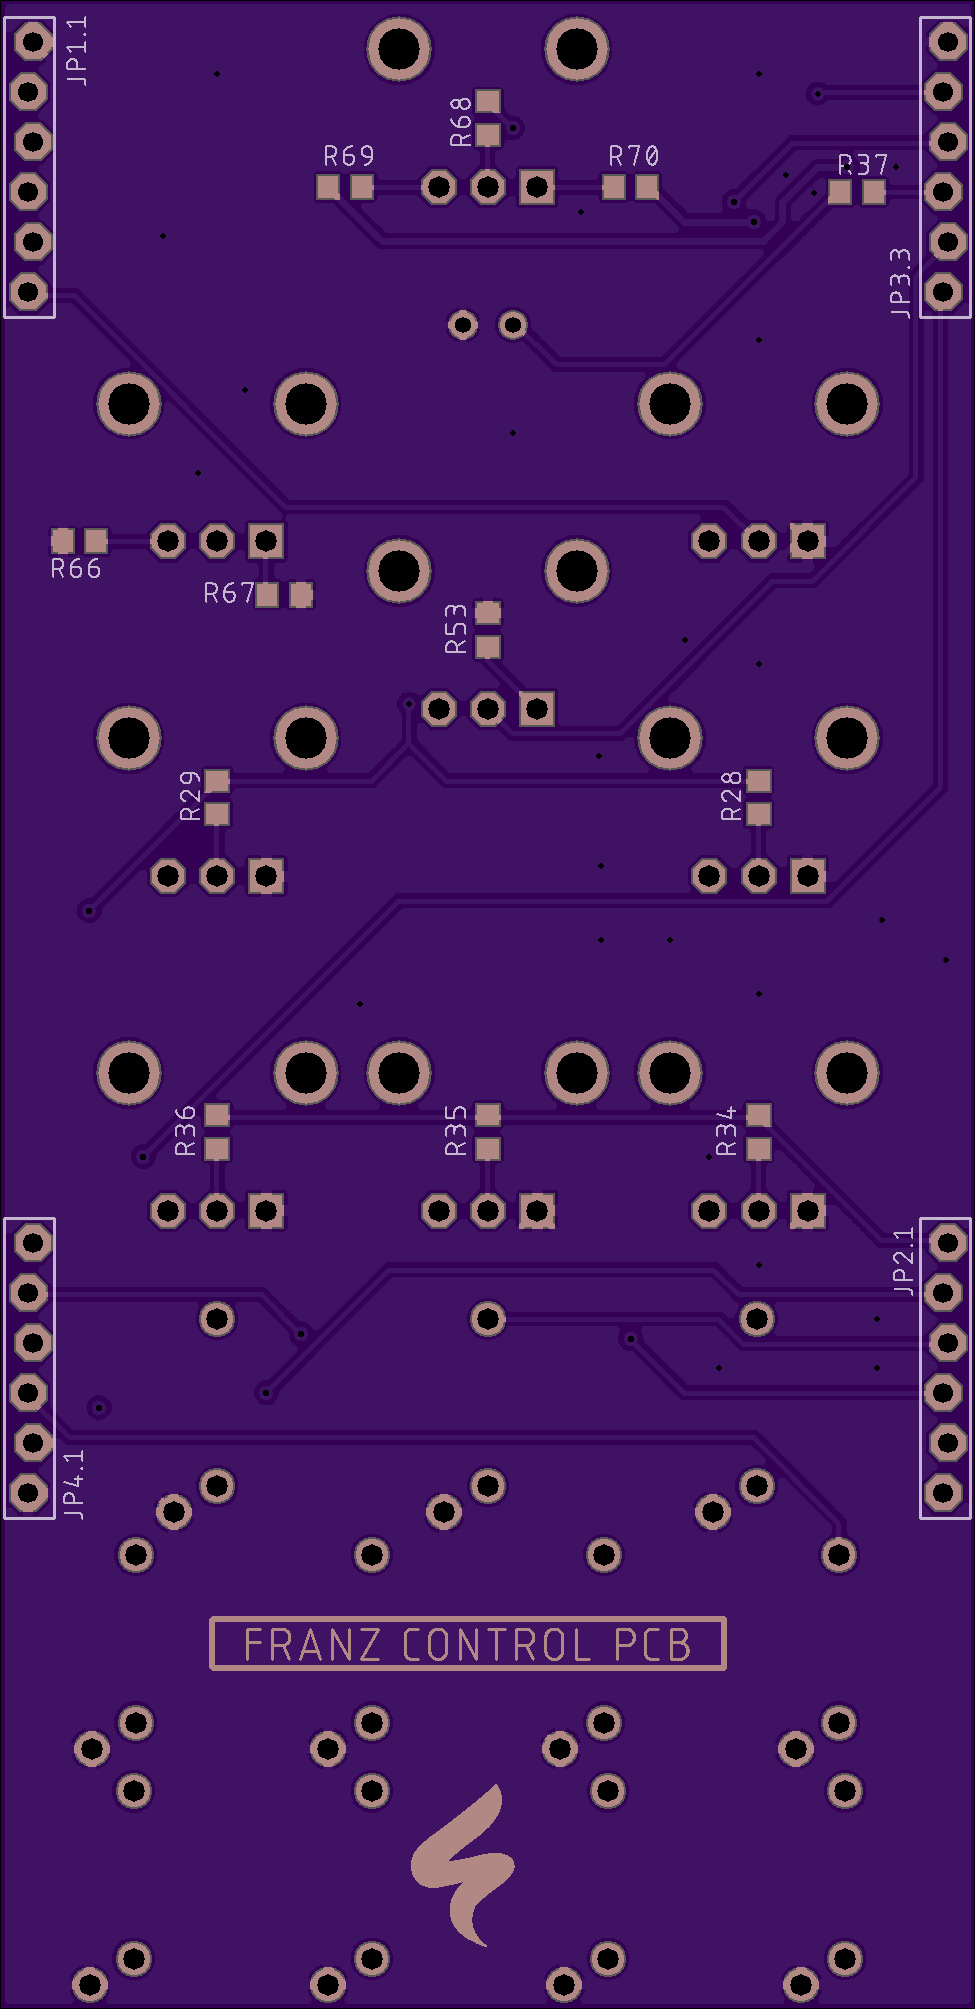 JP1.1
R68
R69
R70
R37
JP3.3
R66
R67
R53
R29
R28
R36
R35
R34
JP2.1
JP4.1
FRANZ CONTROL PCB